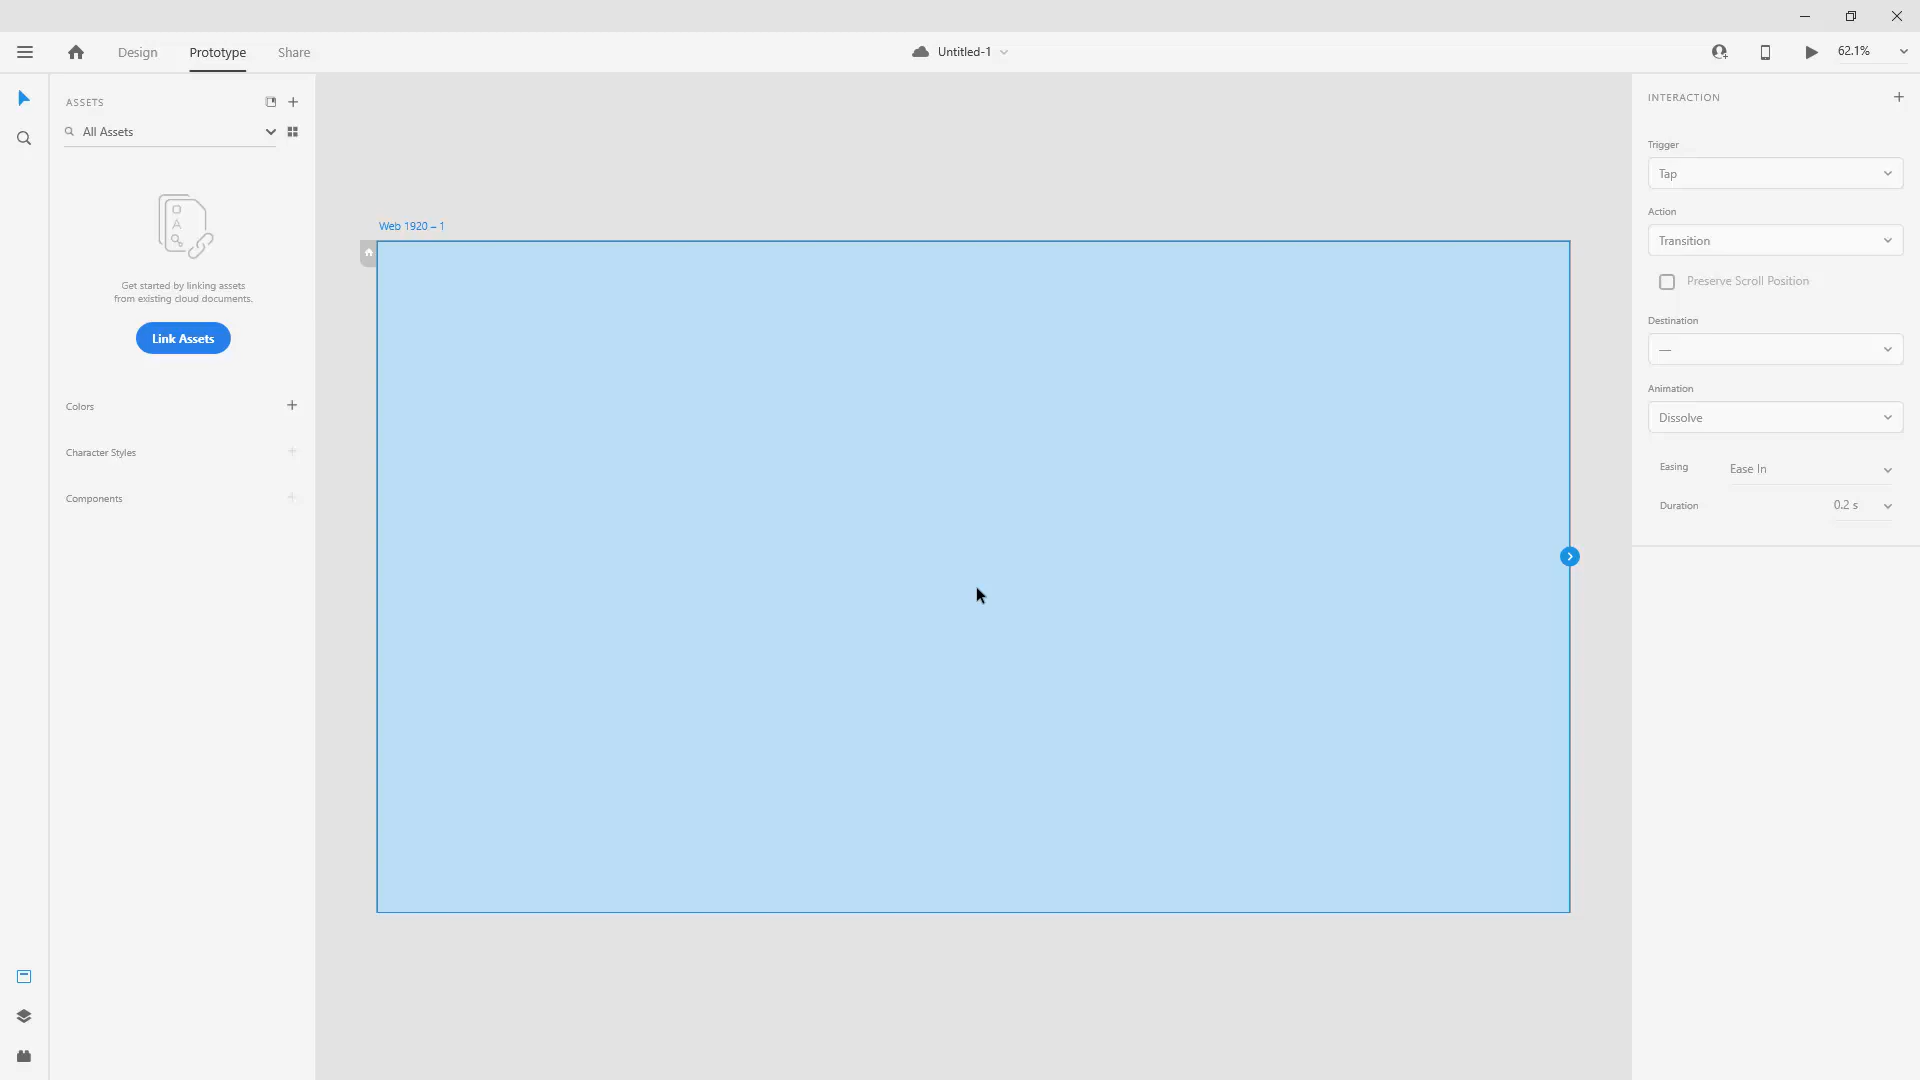 Design
Prototype
Share
Untitled-1
62.1%
ASSETS
All Assets
A
Get started by linking assets
from existing cloud documents.
Link Assets
Colors
Character Styles
Components
Web 1920 – 1
INTERACTION
Trigger
Tap
Action
Transition
Preserve Scroll Position
Destination
—
Animation
Dissolve
Easing
Ease In
Duration
0.2 s